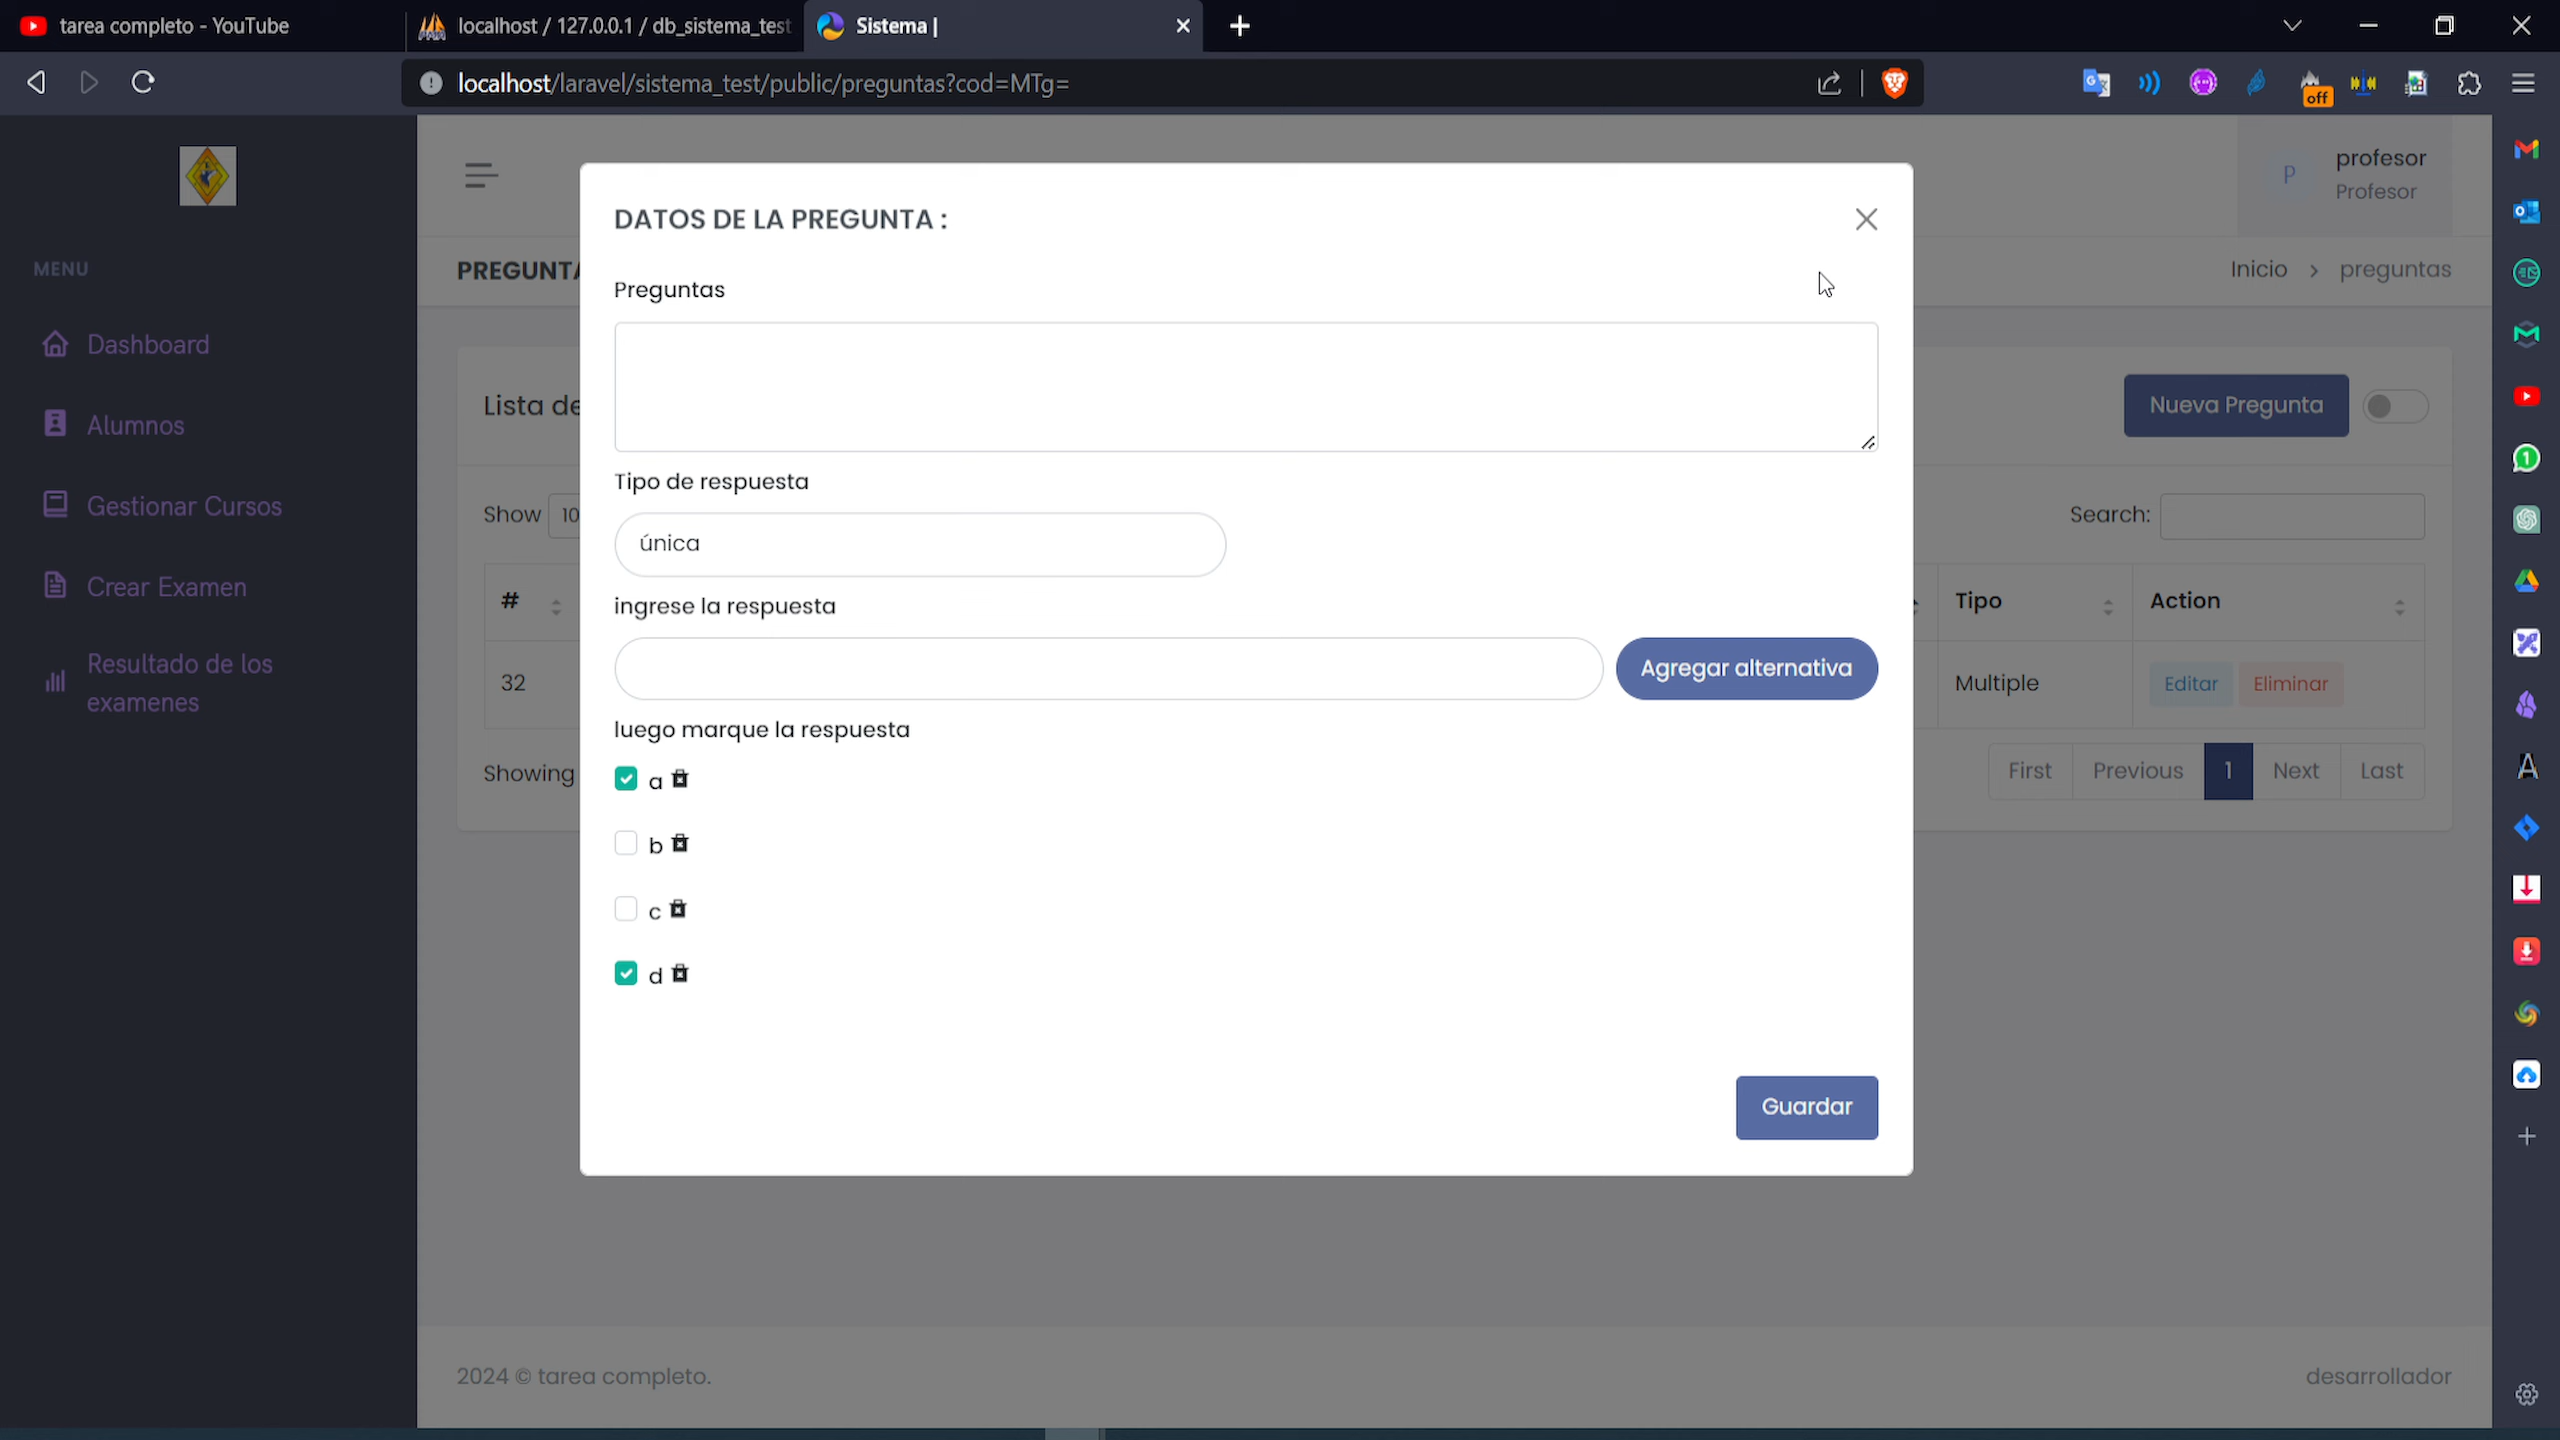 tarea completo - YouTube
localhost / 127.0.0.1 / db_sistema_test
Sistema |
localhost/laravel/sistema_test/public/preguntas?cod=MTg=
off
MENU
Dashboard
Alumnos
Gestionar Cursos
Crear Examen
Resultado de los
examenes
p
profesor
Profesor
PREGUNTA
Inicio > preguntas
Lista de
Nueva Pregunta
Show 10
Search:
#
Tipo
Action
32
Multiple
Editar
Eliminar
Showing
First
Previous
1
Next
Last
DATOS DE LA PREGUNTA :
Preguntas
Tipo de respuesta
única
ingrese la respuesta
Agregar alternativa
luego marque la respuesta
a
b
c
d
Guardar
2024 © tarea completo.
desarrollador